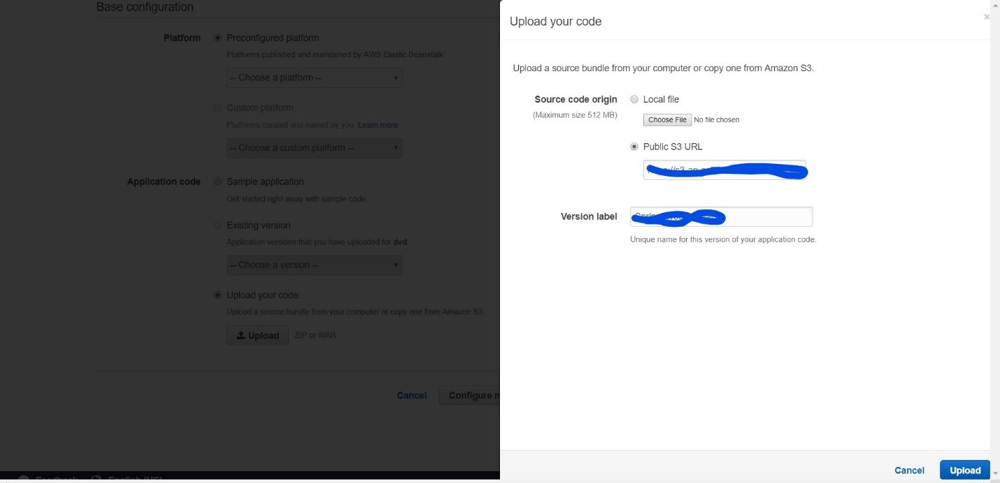 Base configuration
Platform
Preconfigured platform
Platforms published and maintained by AWS Elastic Beanstalk.
-- Choose a platform --
Custom platform
Platforms created and owned by you. Learn more
-- Choose a custom platform --
Application code
Sample application
Get started right away with sample code.
Existing version
Application versions that you have uploaded for dvd.
-- Choose a version --
Upload your code
Upload a source bundle from your computer or copy one from Amazon S3
Upload
ZIP or WAR
Cancel
Configure
Feedback
English (US)
Upload your code
×
Upload a source bundle from your computer or copy one from Amazon S3.
Source code origin
(Maximum size 512 MB)
Local file
Choose File No file chosen
Public S3 URL
Version label
Unique name for this version of your application code.
Cancel
Upload